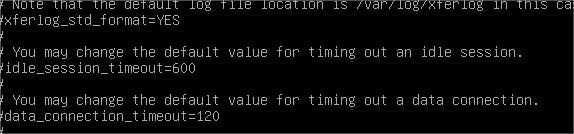 # Note that the default log file location is /var/log/xferlog in this ca
#xferlog_std_format=YES
#
# You may change the default value for timing out an idle session.
#idle_session_timeout=600
#
# You may change the default value for timing out a data connection.
#data_connection_timeout=120
#